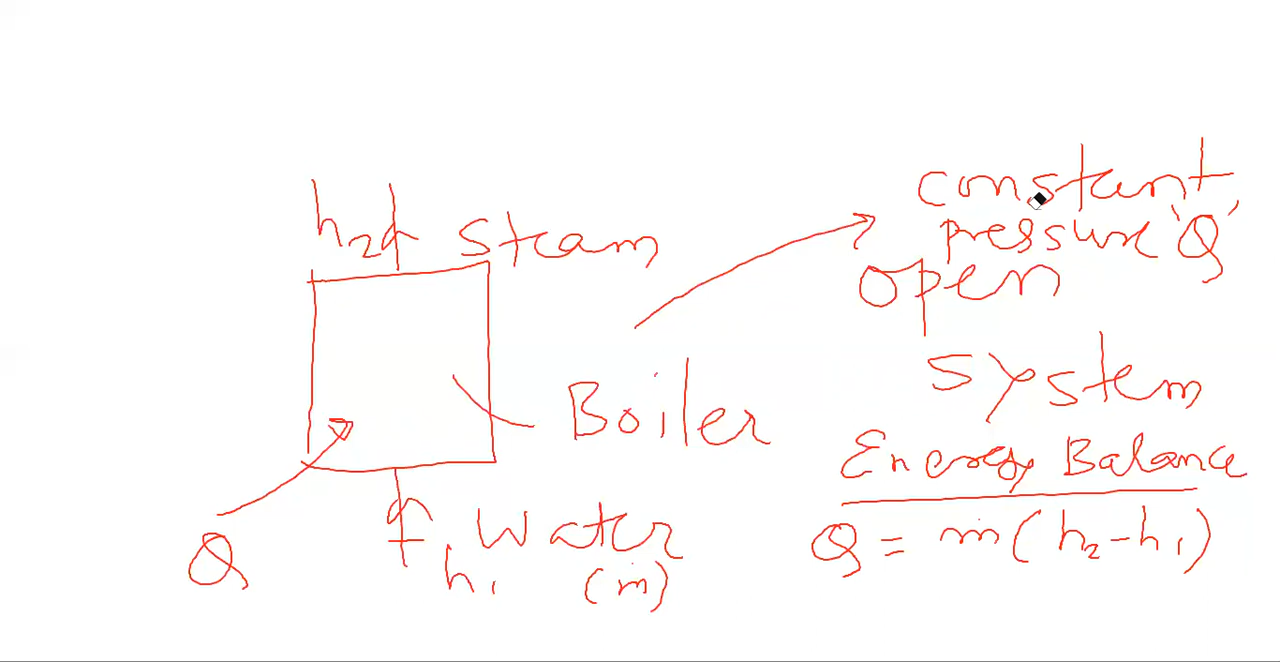 constant
pressure 'Q'
h₂ steam
open
system
Boiler
Energy Balance
Q = ṁ(h₂-h₁)
Water
h₁ (ṁ)
Q